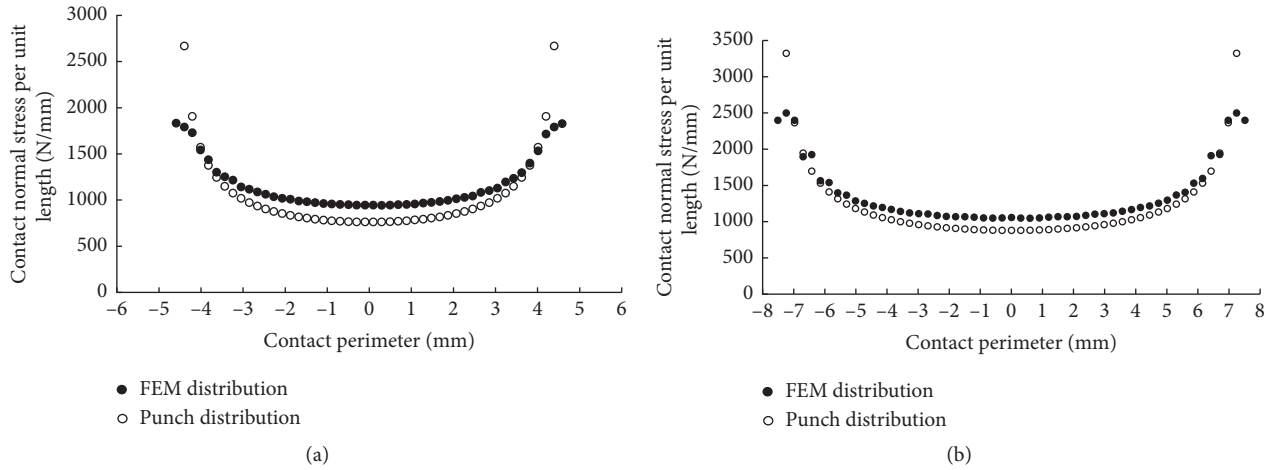 3000
2500
2000
1500
1000
500
0
Contact normal stress per unit
length (N/mm)
–6 –5 –4 –3 –2 –1 0 1 2 3 4 5 6
Contact perimeter (mm)
FEM distribution
Punch distribution
(a)
3500
3000
2500
2000
1500
1000
500
0
Contact normal stress per unit
length (N/mm)
–8 –7 –6 –5 –4 –3 –2 –1 0 1 2 3 4 5 6 7 8
Contact perimeter (mm)
FEM distribution
Punch distribution
(b)